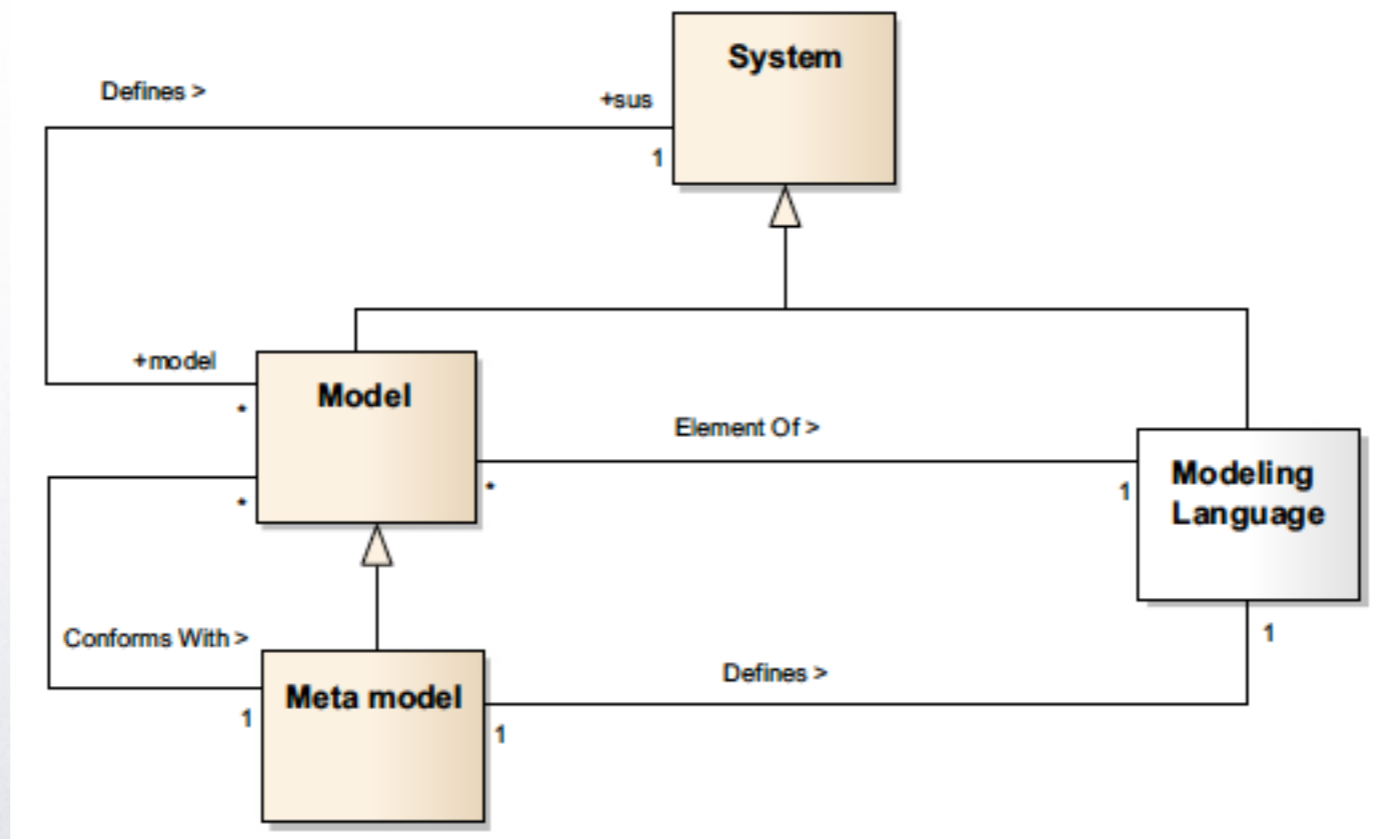 System
Defines >
+sus
1
+model
*
Model
Element Of >
*
1
Modeling
Language
*
Conforms With >
1
Meta model
Defines >
1
1